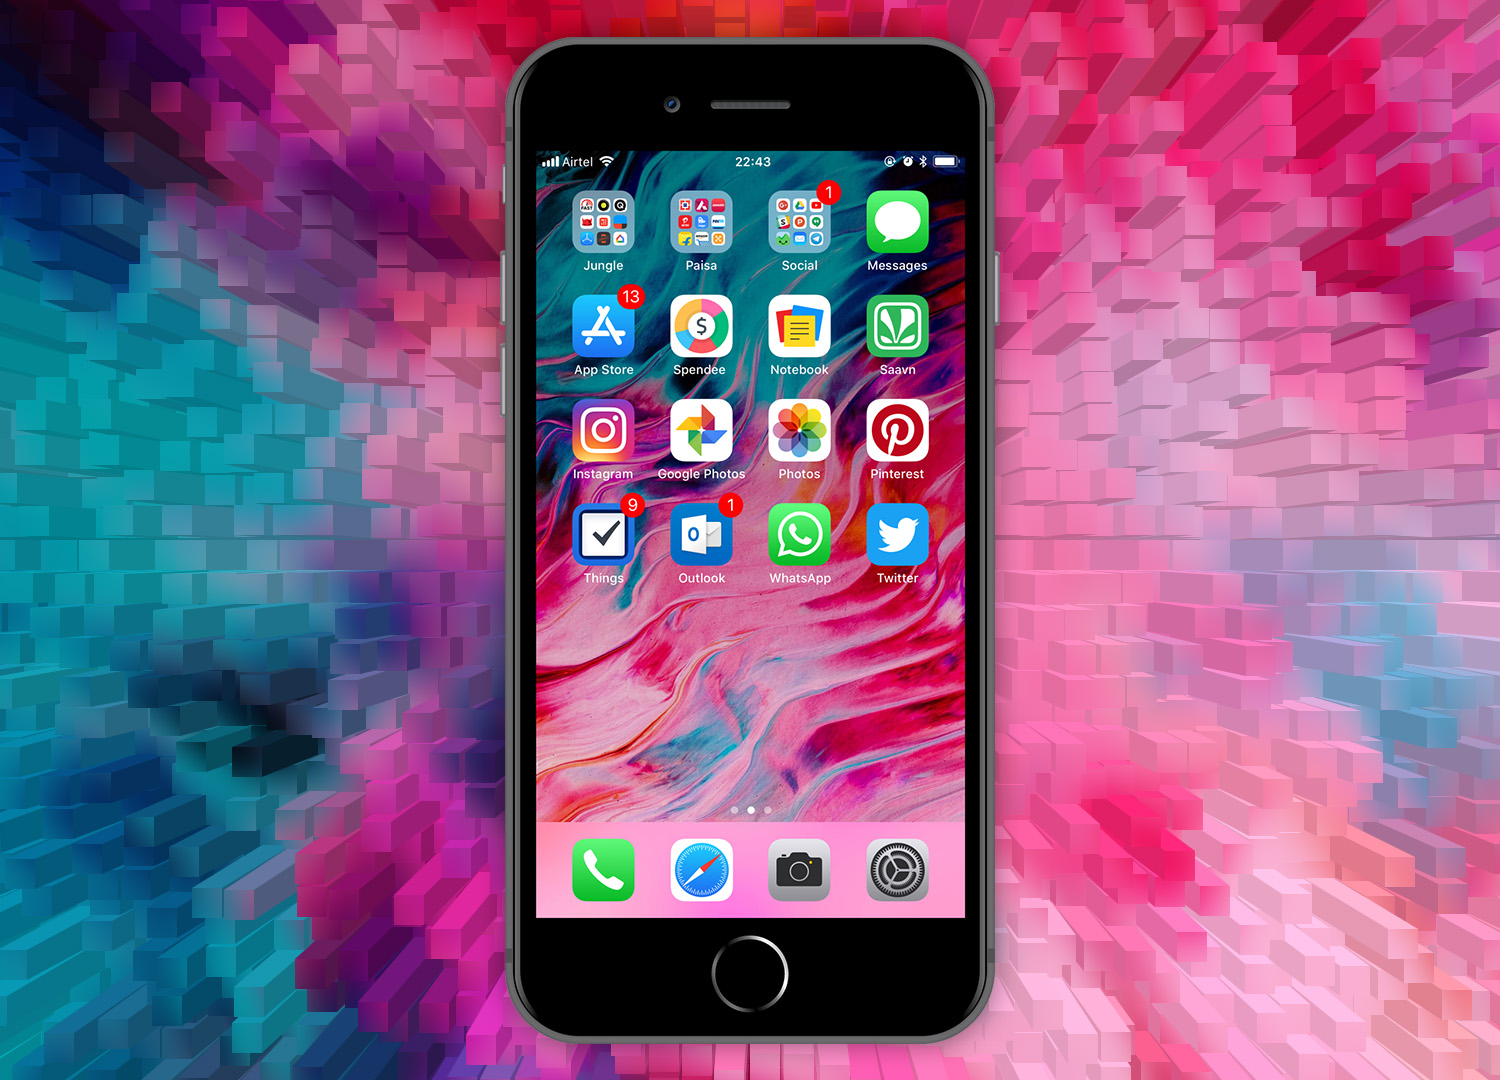 Airtel 22:43
1
Jungle Paisa Social Messages
13
$
App Store Spendee Notebook Saavn
Instagram Google Photos Photos Pinterest
9 1
Things Outlook WhatsApp Twitter